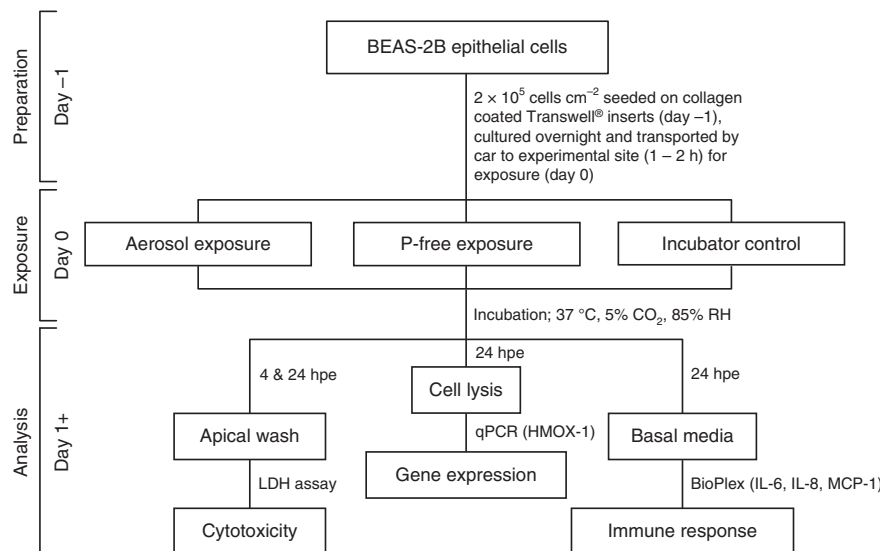 Preparation
Day –1
BEAS-2B epithelial cells
2 × 10⁵ cells cm⁻² seeded on collagen
coated Transwell® inserts (day –1),
cultured overnight and transported by
car to experimental site (1 – 2 h) for
exposure (day 0)
Exposure
Day 0
Aerosol exposure
P-free exposure
Incubator control
Incubation; 37 °C, 5% CO₂, 85% RH
Analysis
Day 1+
4 & 24 hpe
24 hpe
24 hpe
Cell lysis
Apical wash
qPCR (HMOX-1)
Basal media
Gene expression
LDH assay
BioPlex (IL-6, IL-8, MCP-1)
Cytotoxicity
Immune response